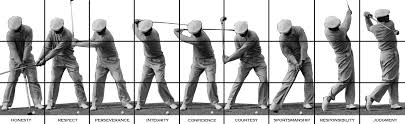 HONESTY RESPECT PERSEVERANCE INTEGRITY CONFIDENCE COURTESY SPORTSMANSHIP RESPONSIBILITY JUDGMENT